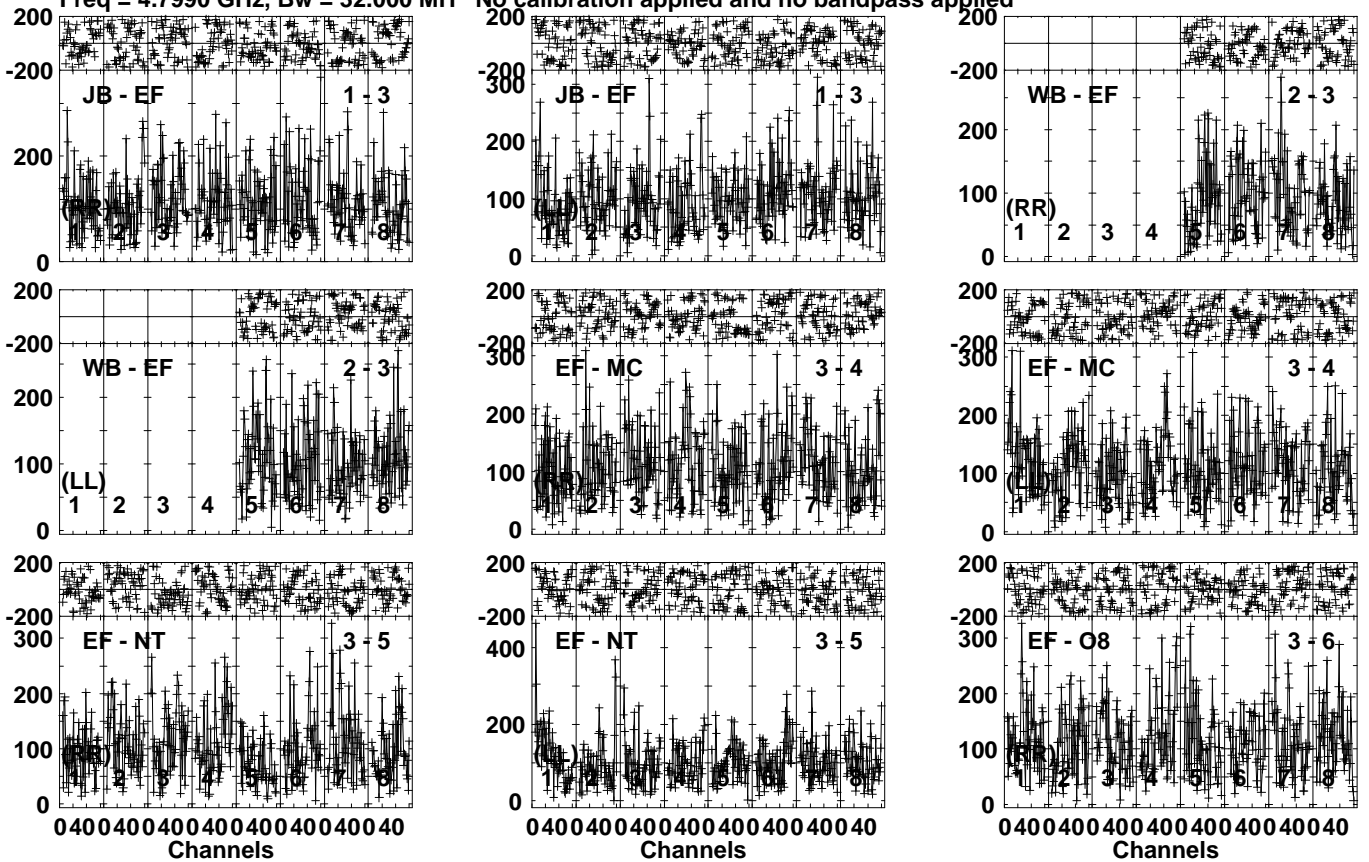 Freq = 4.7990 GHz, Bw = 32.000 MH No calibration applied and no bandpass applied
200 200 200
-200 -200 -200
JB - EF 1 - 3 300 JB - EF 1 - 3 WB - EF 2 - 3
200 200 200
100 100
(RR) (LL) (RR)
1 2 3 4 5 6 7 8 1 2 3 4 5 6 7 8 1 2 3 4 5 6 7 8
0 0 0
200 200 200
-200 -200 -200
WB - EF 2 - 3 300 EF - MC 3 - 4 300 EF - MC 3 - 4
200 200 200
100 100 100
(LL) (RR) (LL)
1 2 3 4 5 6 7 8 1 2 3 4 5 6 7 8 1 2 3 4 5 6 7 8
0 0 0
200 200 200
-200 -200 -200
300 EF - NT 3 - 5 400 EF - NT 3 - 5 300 EF - O8 3 - 6
200 200 200
100 100
(RR) (LL) (RR)
1 2 3 4 5 6 7 8 1 2 3 4 5 6 7 8 1 2 3 4 5 6 7 8
0 0 0
0 40 0 40 0 40 0 40 0 40 0 40 0 40 0 40 0 40 0 40 0 40 0 40 0 40 0 40 0 40 0 40 0 40 0 40 0 40 0 40 0 40 0 40 0 40 0 40
Channels Channels Channels